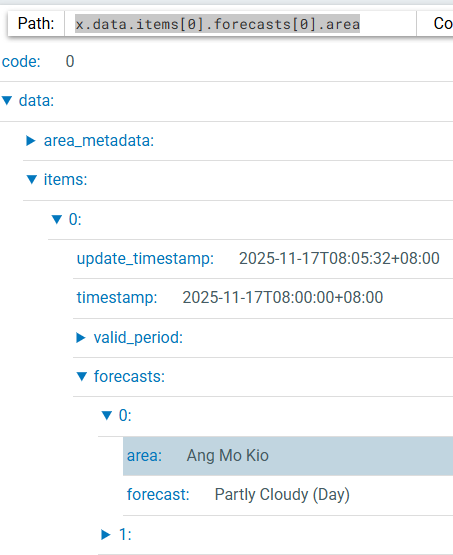 Path: x.data.items[0].forecasts[0].area Co
code: 0
data:
area_metadata:
items:
0:
update_timestamp: 2025-11-17T08:05:32+08:00
timestamp: 2025-11-17T08:00:00+08:00
valid_period:
forecasts:
0:
area: Ang Mo Kio
forecast: Partly Cloudy (Day)
1: